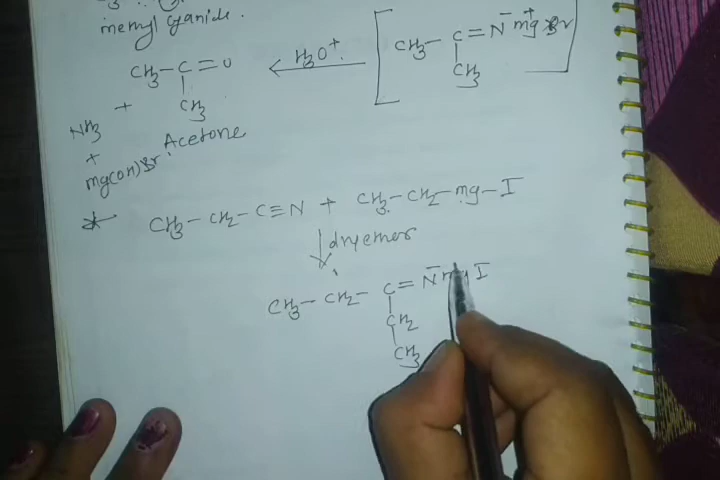 methyl cyanide.
CH3-C=O
CH3
H3O+.
CH3-C=N- mg+ Br
CH3
NH3 + 
+
mg(OH)Br.
Acetone
* CH3-CH2-C≡N + CH3-CH2-mg-I
dry ether
CH3-CH2-C=N- mg I
CH2
CH3